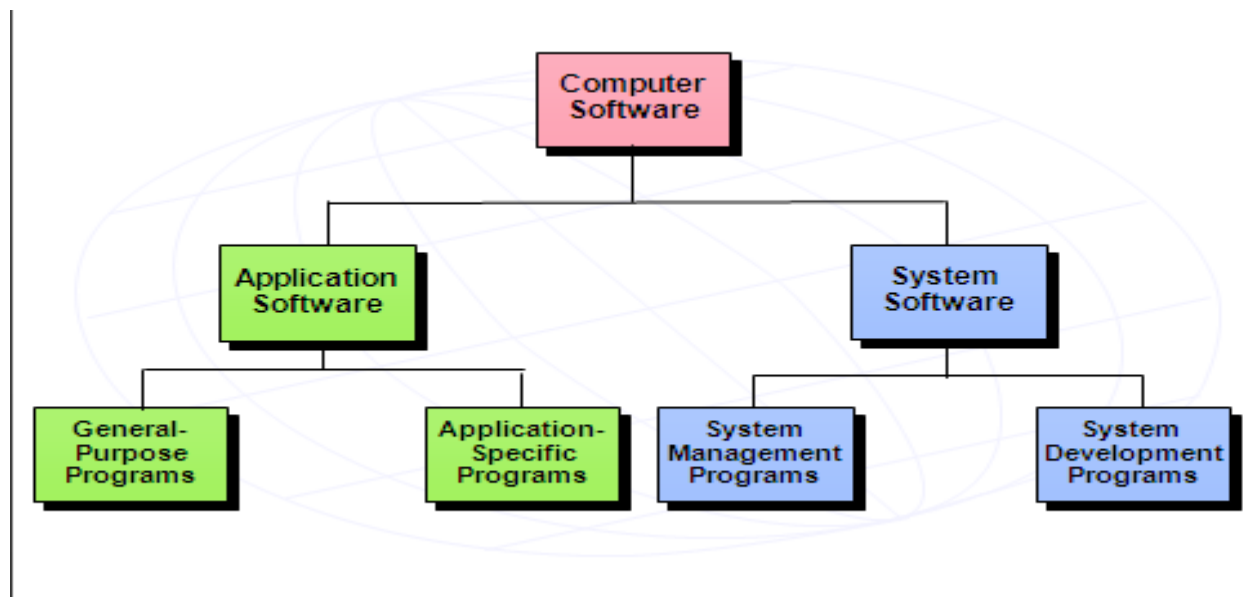 Computer
Software
Application
Software
System
Software
General-
Purpose
Programs
Application-
Specific
Programs
System
Management
Programs
System
Development
Programs